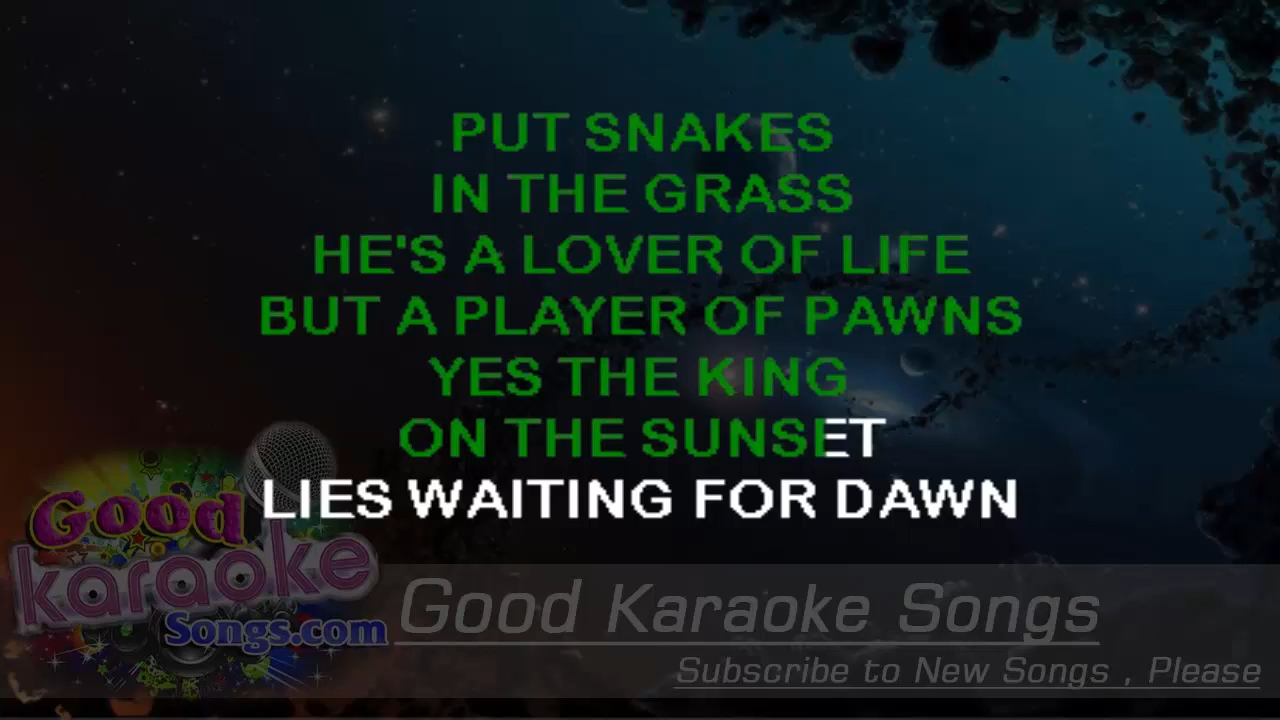 PUT SNAKES
IN THE GRASS
HE'S A LOVER OF LIFE
BUT A PLAYER OF PAWNS
YES THE KING
ON THE SUNSET
LIES WAITING FOR DAWN
Good
karaoke
Songs.com
Good Karaoke Songs
Subscribe to New Songs , Please